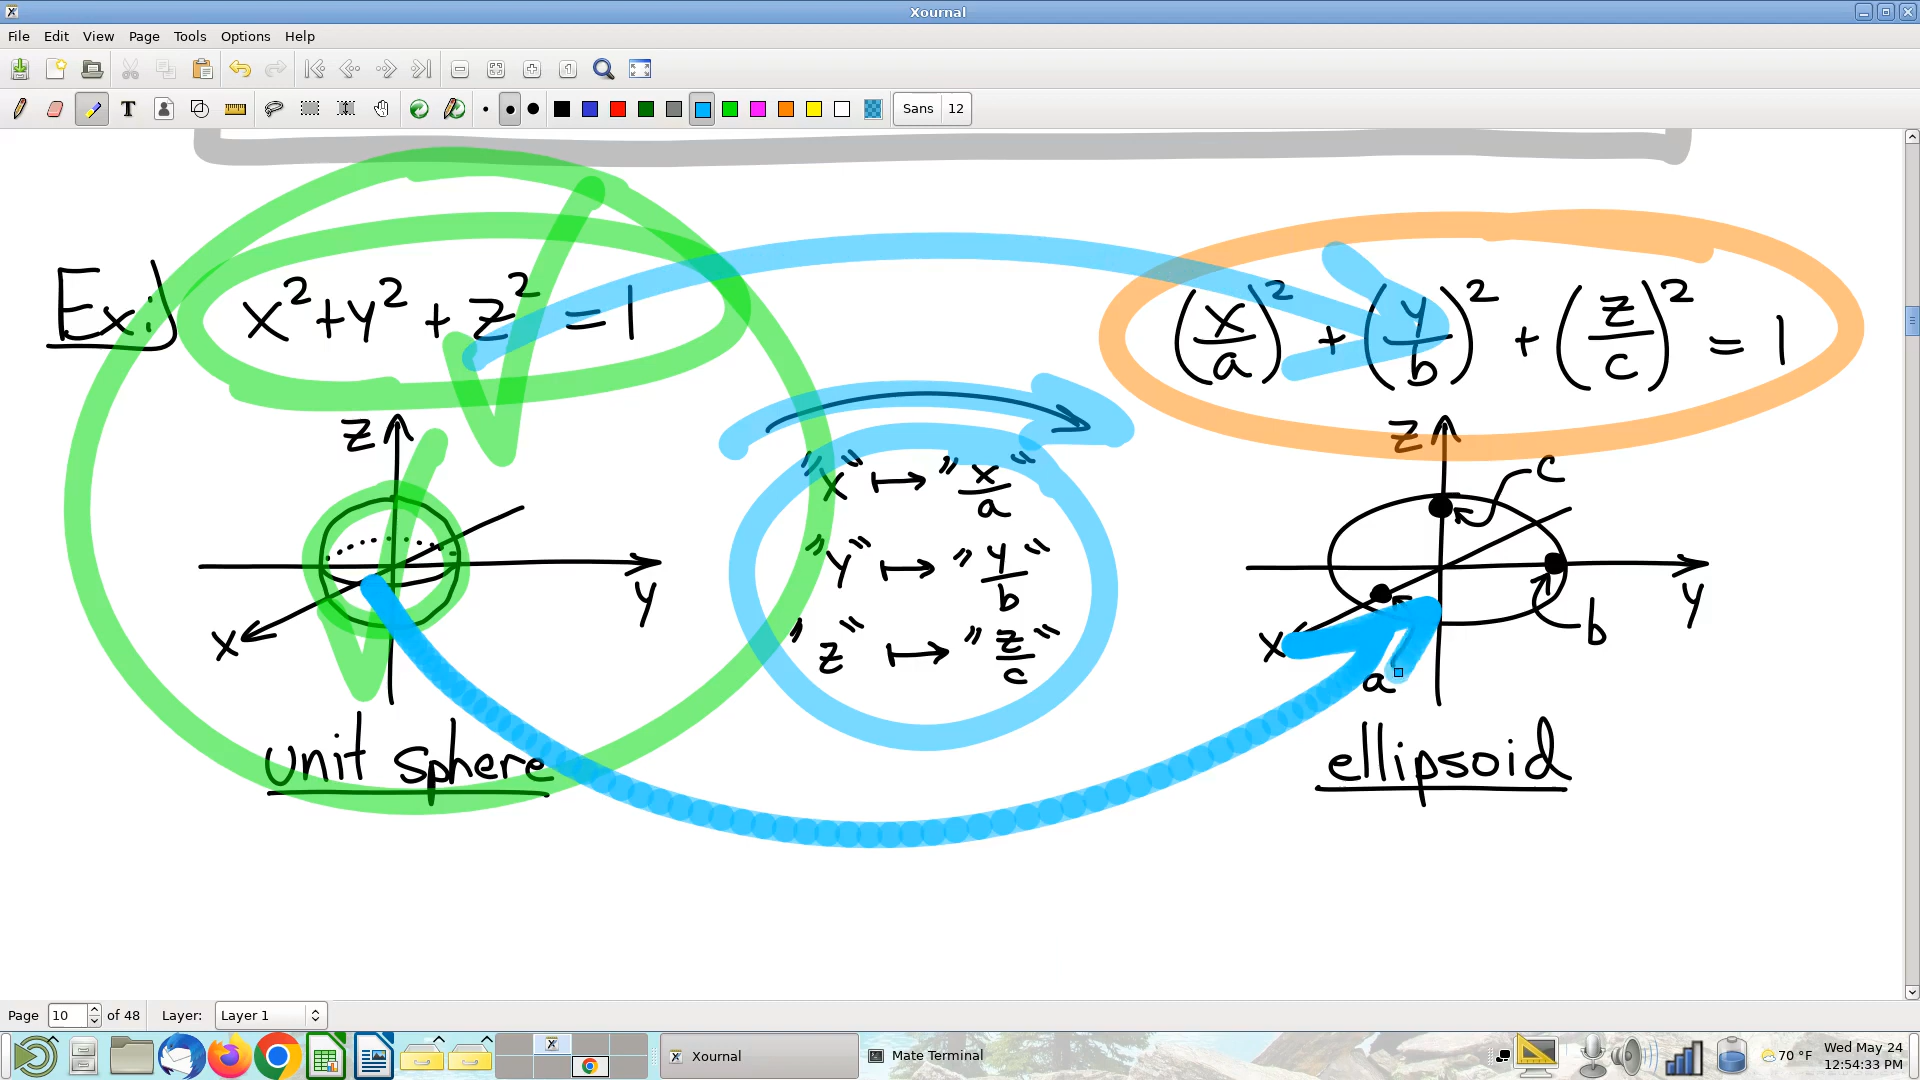 Xournal
File Edit View Page Tools Options Help
Sans 12
Ex:) x² + y² + z² = 1
(x/a)² + (y/b)² + (z/c)² = 1
z
z
c
"x" ↦ "x/a"
"y" ↦ "y/b"
"z" ↦ "z/c"
y
x
y
x
b
a
unit sphere
ellipsoid
Page 10 of 48 Layer: Layer 1
Xournal
Mate Terminal
70 °F
Wed May 24
12:54:33 PM